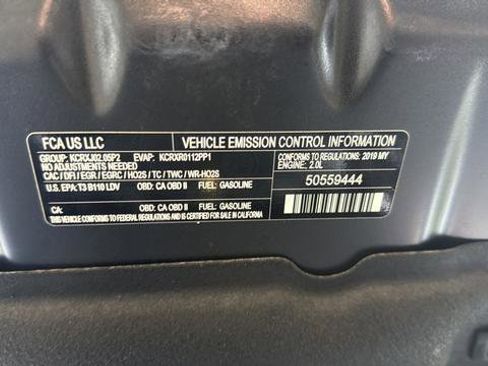 FCA US LLC
VEHICLE EMISSION CONTROL INFORMATION
GROUP: KCRXJ02.05P2 EVAP: KCRXR0112PP1
NO ADJUSTMENTS NEEDED
CAC / DFI / EGR / EGRC / HO2S / TC / TWC / WR-HO2S
CONFORMS TO REGULATIONS: 2019 MY
ENGINE: 2.0L
U.S. EPA: T3 B110 LDV OBD: CA OBD II FUEL: GASOLINE
50559444
CA: OBD: CA OBD II FUEL: GASOLINE
THIS VEHICLE CONFORMS TO FEDERAL REGULATIONS AND IS CERTIFIED FOR SALE IN CALIFORNIA